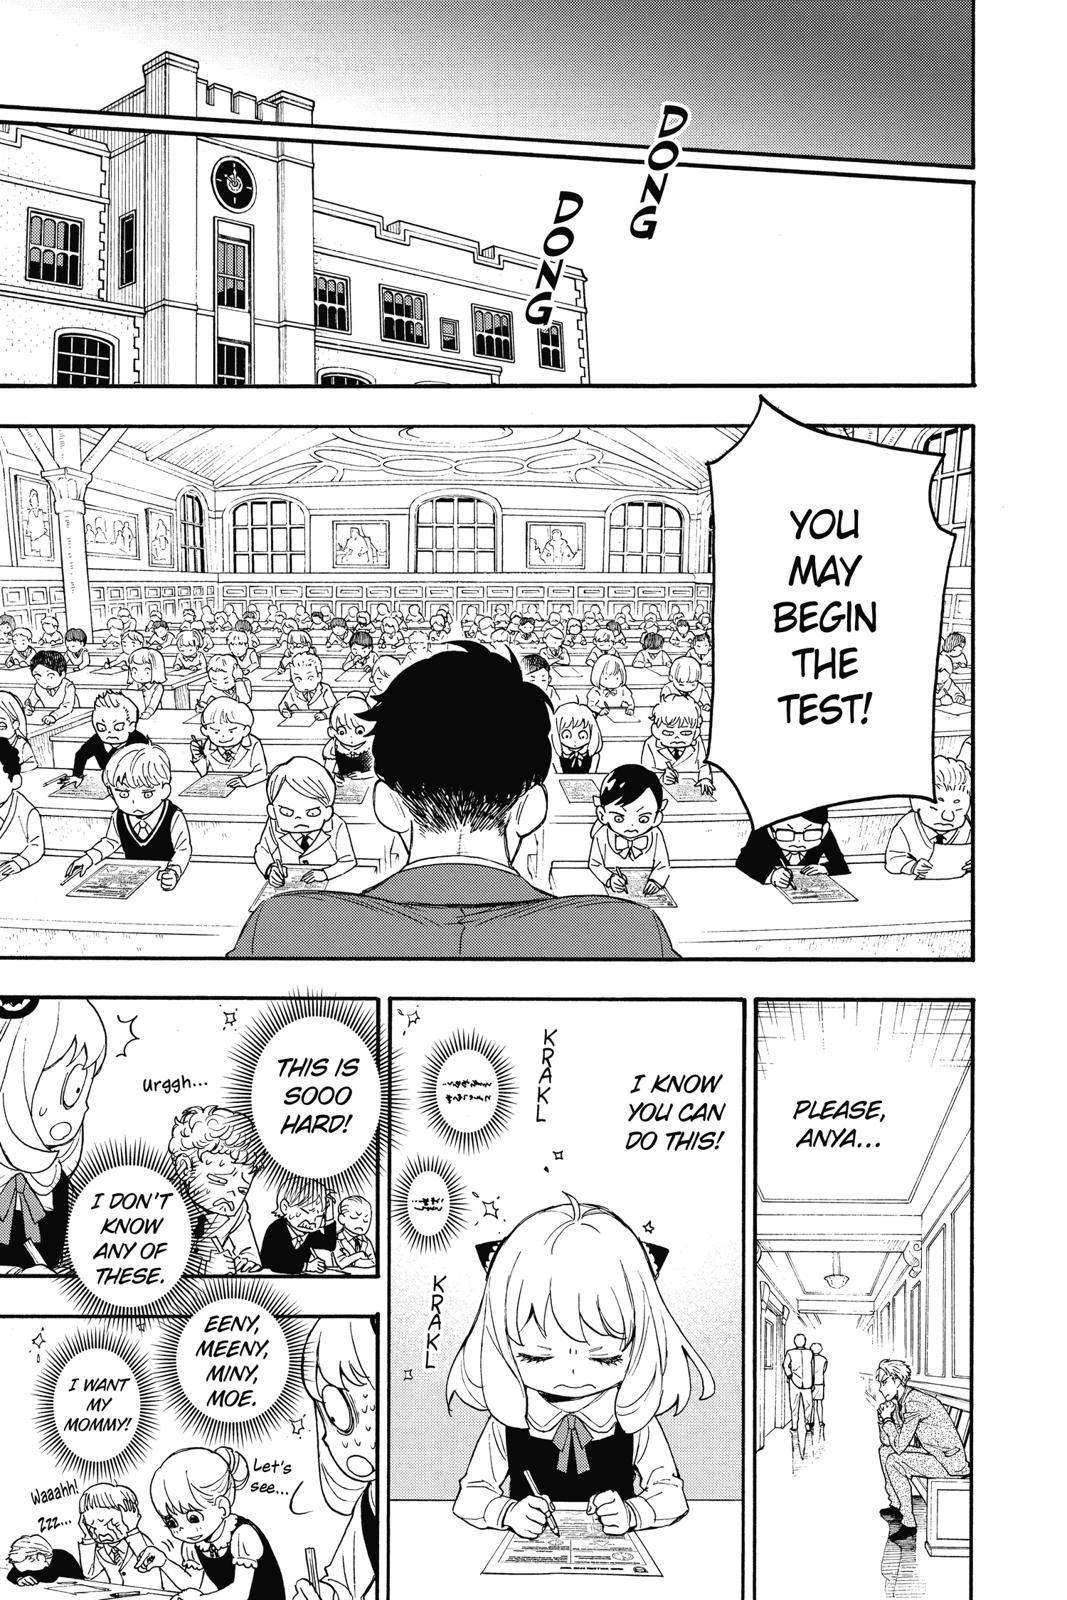 DONG
DONG
YOU
MAY
BEGIN
THE
TEST!
PLEASE,
ANYA...
I KNOW
YOU CAN
DO THIS!
KRAKL
KRAKL
THIS IS
SOOO
HARD!
urggh...
I DON'T
KNOW
ANY OF
THESE.
EENY,
MEENY,
MINY,
MOE.
I WANT
MY
MOMMY!
Let's
see...
Waaahh!
zzz...